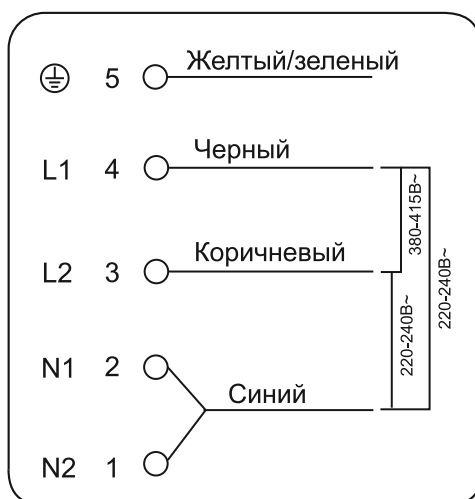 5 Желтый/зеленый
L1 4 Черный
L2 3 Коричневый
N1 2
Синий
N2 1
380-415В~
220-240В~
220-240В~